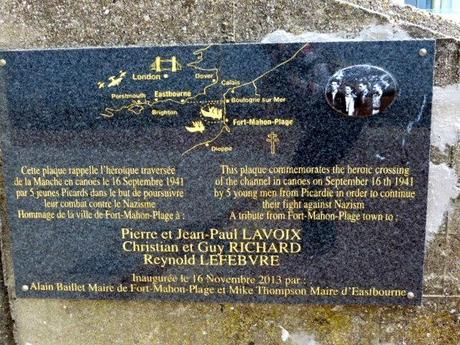 London
Dover
Calais
Eastbourne
Portsmouth
Boulogne sur Mer
Brighton
Fort-Mahon-Plage
Dieppe
Cette plaque rappelle l'héroïque traversée
de la Manche en canoës le 16 Septembre 1941
par 5 jeunes Picards dans le but de poursuivre
leur combat contre le Nazisme
Hommage de la ville de Fort-Mahon-Plage à :
This plaque commemorates the heroic crossing
of the channel in canoes on September 16 th 1941
by 5 young men from Picardie in order to continue
their fight against Nazism
A tribute from Fort-Mahon-Plage town to :
Pierre et Jean-Paul LAVOIX
Christian et Guy RICHARD
Reynold LEFEBVRE
Inaugurée le 16 Novembre 2013 par :
Alain Baillet Maire de Fort-Mahon-Plage et Mike Thompson Maire d'Eastbourne